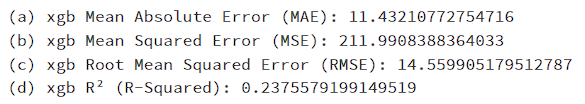 (a) xgb Mean Absolute Error (MAE): 11.43210772754716
(b) xgb Mean Squared Error (MSE): 211.9908388364033
(c) xgb Root Mean Squared Error (RMSE): 14.559905179512787
(d) xgb R² (R-Squared): 0.2375579199149519